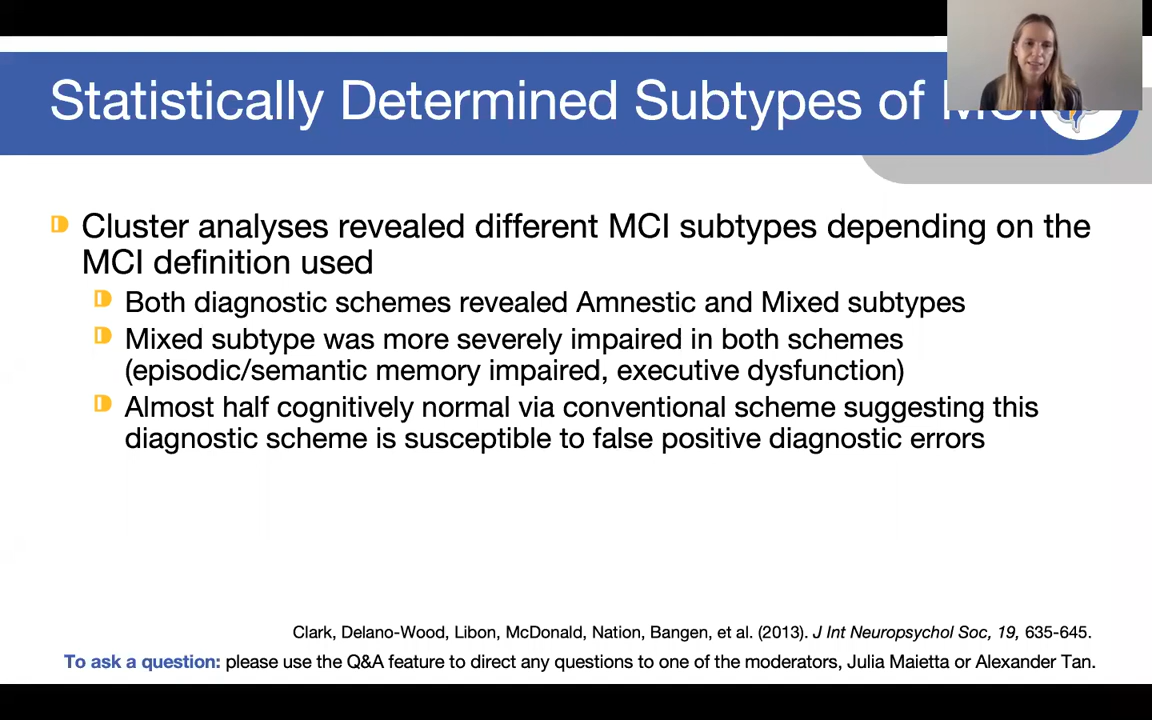 Statistically Determined Subtypes of MCI
Cluster analyses revealed different MCI subtypes depending on the
MCI definition used
Both diagnostic schemes revealed Amnestic and Mixed subtypes
Mixed subtype was more severely impaired in both schemes
(episodic/semantic memory impaired, executive dysfunction)
Almost half cognitively normal via conventional scheme suggesting this
diagnostic scheme is susceptible to false positive diagnostic errors
Clark, Delano-Wood, Libon, McDonald, Nation, Bangen, et al. (2013). J Int Neuropsychol Soc, 19, 635-645.
To ask a question: please use the Q&A feature to direct any questions to one of the moderators, Julia Maietta or Alexander Tan.